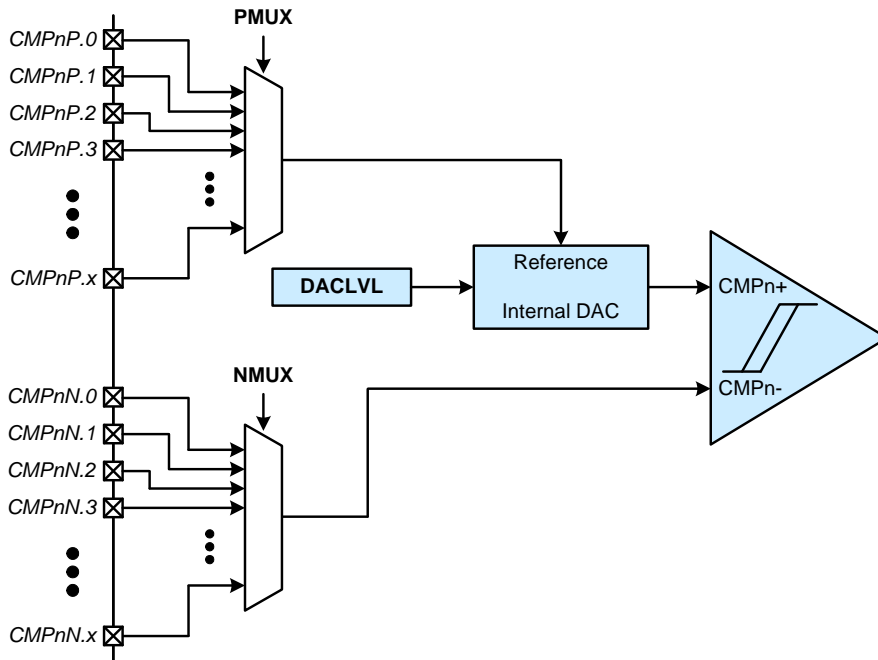 PMUX
CMPnP.0
CMPnP.1
CMPnP.2
CMPnP.3
CMPnP.x
DACLVL
Reference
Internal DAC
CMPn+
CMPn-
NMUX
CMPnN.0
CMPnN.1
CMPnN.2
CMPnN.3
CMPnN.x